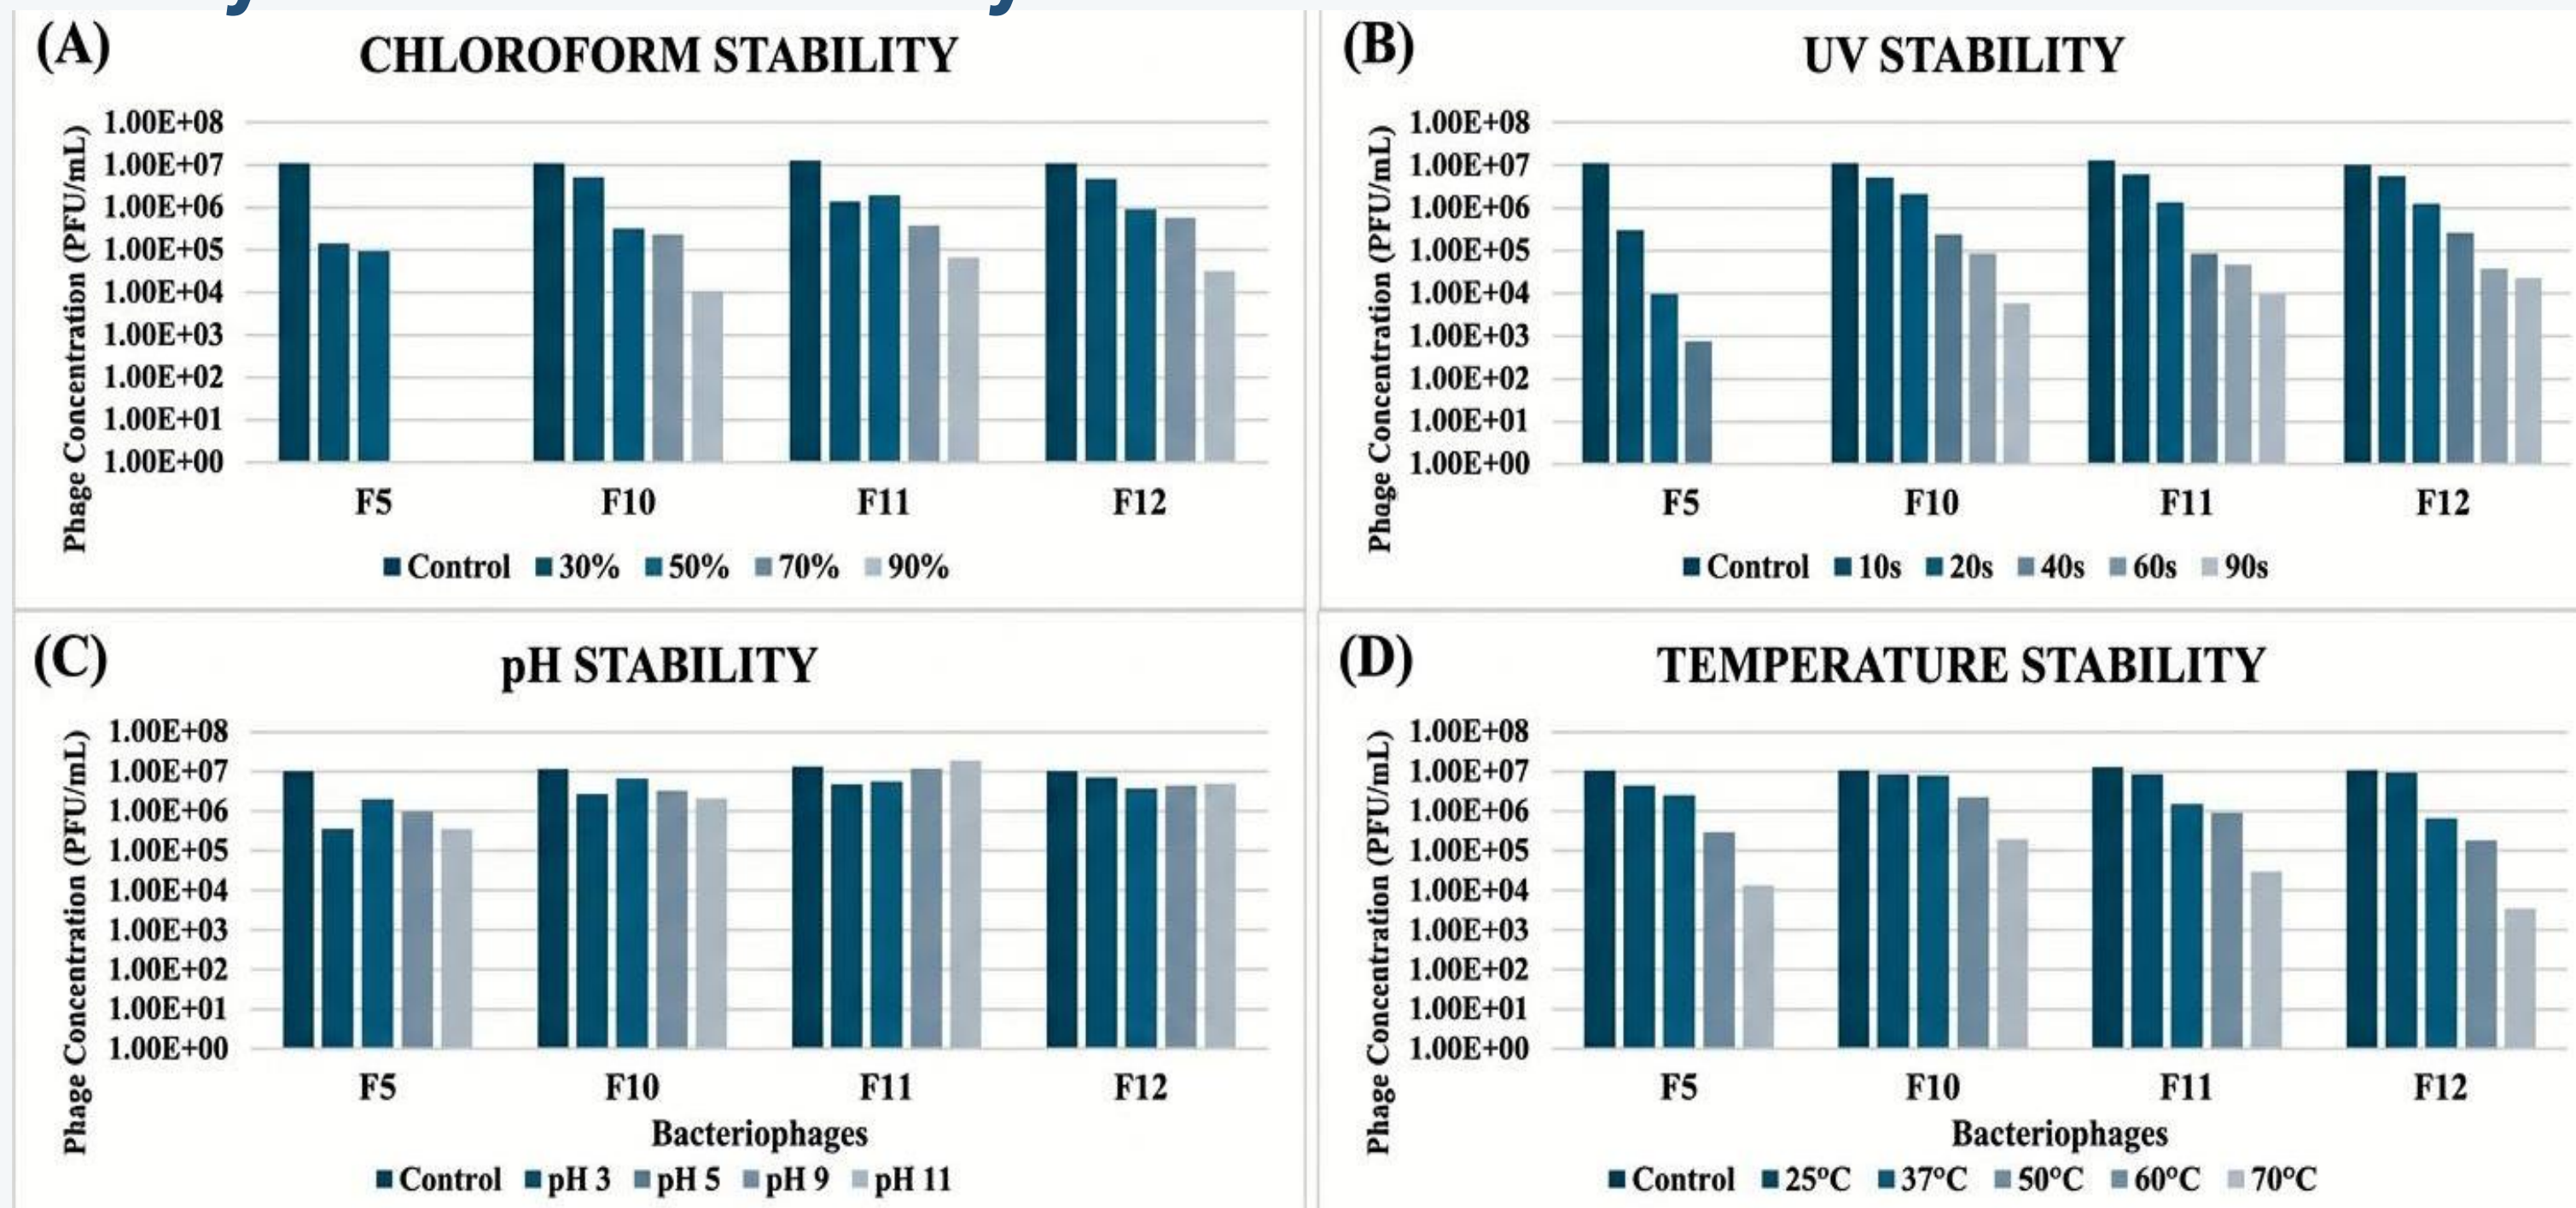 (A)
CHLOROFORM STABILITY
Phage Concentration (PFU/mL)
1.00E+08
1.00E+07
1.00E+06
1.00E+05
1.00E+04
1.00E+03
1.00E+02
1.00E+01
1.00E+00
F5 F10 F11 F12
Control 30% 50% 70% 90%
(B)
UV STABILITY
Phage Concentration (PFU/mL)
1.00E+08
1.00E+07
1.00E+06
1.00E+05
1.00E+04
1.00E+03
1.00E+02
1.00E+01
1.00E+00
F5 F10 F11 F12
Control 10s 20s 40s 60s 90s
(C)
pH STABILITY
Phage Concentration (PFU/mL)
1.00E+08
1.00E+07
1.00E+06
1.00E+05
1.00E+04
1.00E+03
1.00E+02
1.00E+01
1.00E+00
F5 F10 F11 F12
Bacteriophages
Control pH 3 pH 5 pH 9 pH 11
(D)
TEMPERATURE STABILITY
Phage Concentration (PFU/mL)
1.00E+08
1.00E+07
1.00E+06
1.00E+05
1.00E+04
1.00E+03
1.00E+02
1.00E+01
1.00E+00
F5 F10 F11 F12
Bacteriophages
Control 25ºC 37ºC 50ºC 60ºC 70ºC